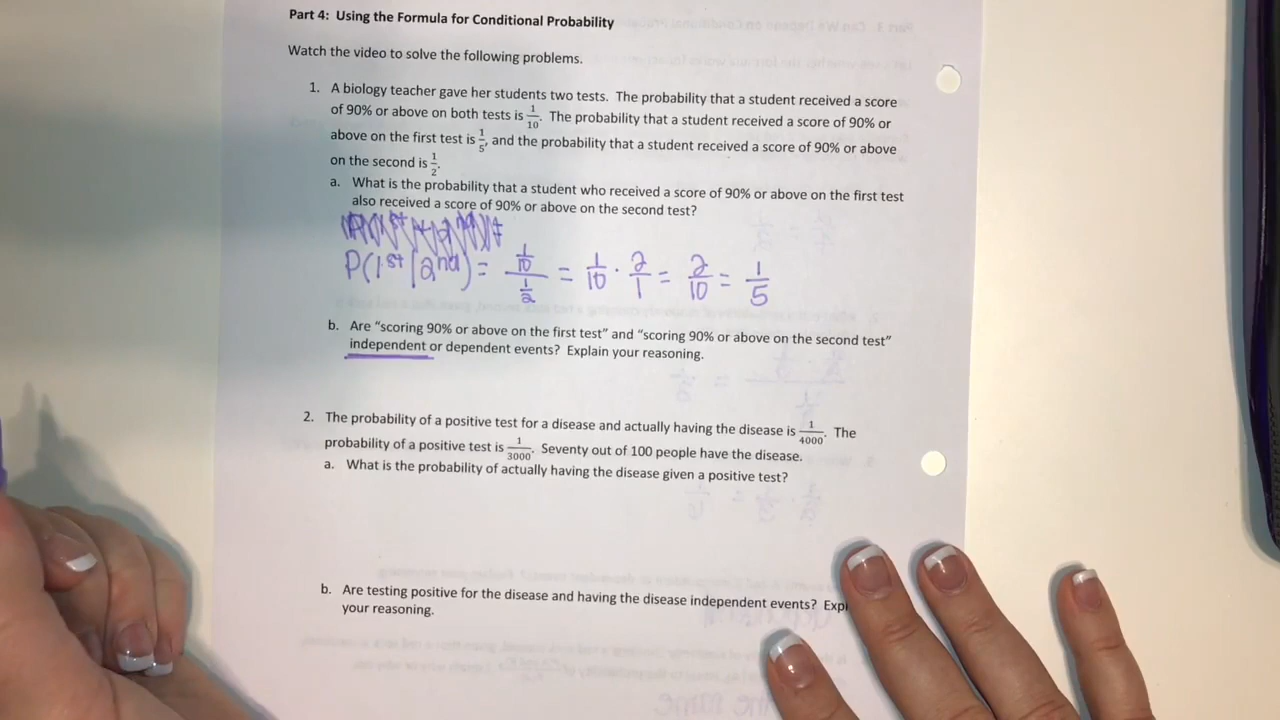 Part 4: Using the Formula for Conditional Probability
Watch the video to solve the following problems.
1. A biology teacher gave her students two tests. The probability that a student received a score
of 90% or above on both tests is 1/10. The probability that a student received a score of 90% or
above on the first test is 1/5, and the probability that a student received a score of 90% or above
on the second is 1/2.
a. What is the probability that a student who received a score of 90% or above on the first test
also received a score of 90% or above on the second test?
P(1st|2nd) = (1/10)/(1/2) = 1/10 · 2/1 = 2/10 = 1/5
b. Are "scoring 90% or above on the first test" and "scoring 90% or above on the second test"
independent or dependent events? Explain your reasoning.
2. The probability of a positive test for a disease and actually having the disease is 1/4000. The
probability of a positive test is 1/3000. Seventy out of 100 people have the disease.
a. What is the probability of actually having the disease given a positive test?
b. Are testing positive for the disease and having the disease independent events? Expl
your reasoning.